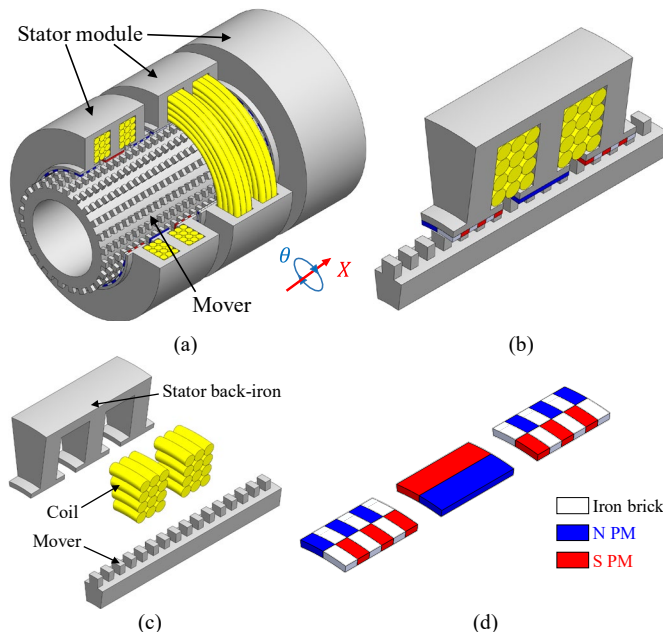 Stator module
θ
X
Mover
(a)
(b)
Stator back-iron
Coil
Mover
Iron brick
N PM
S PM
(c)
(d)